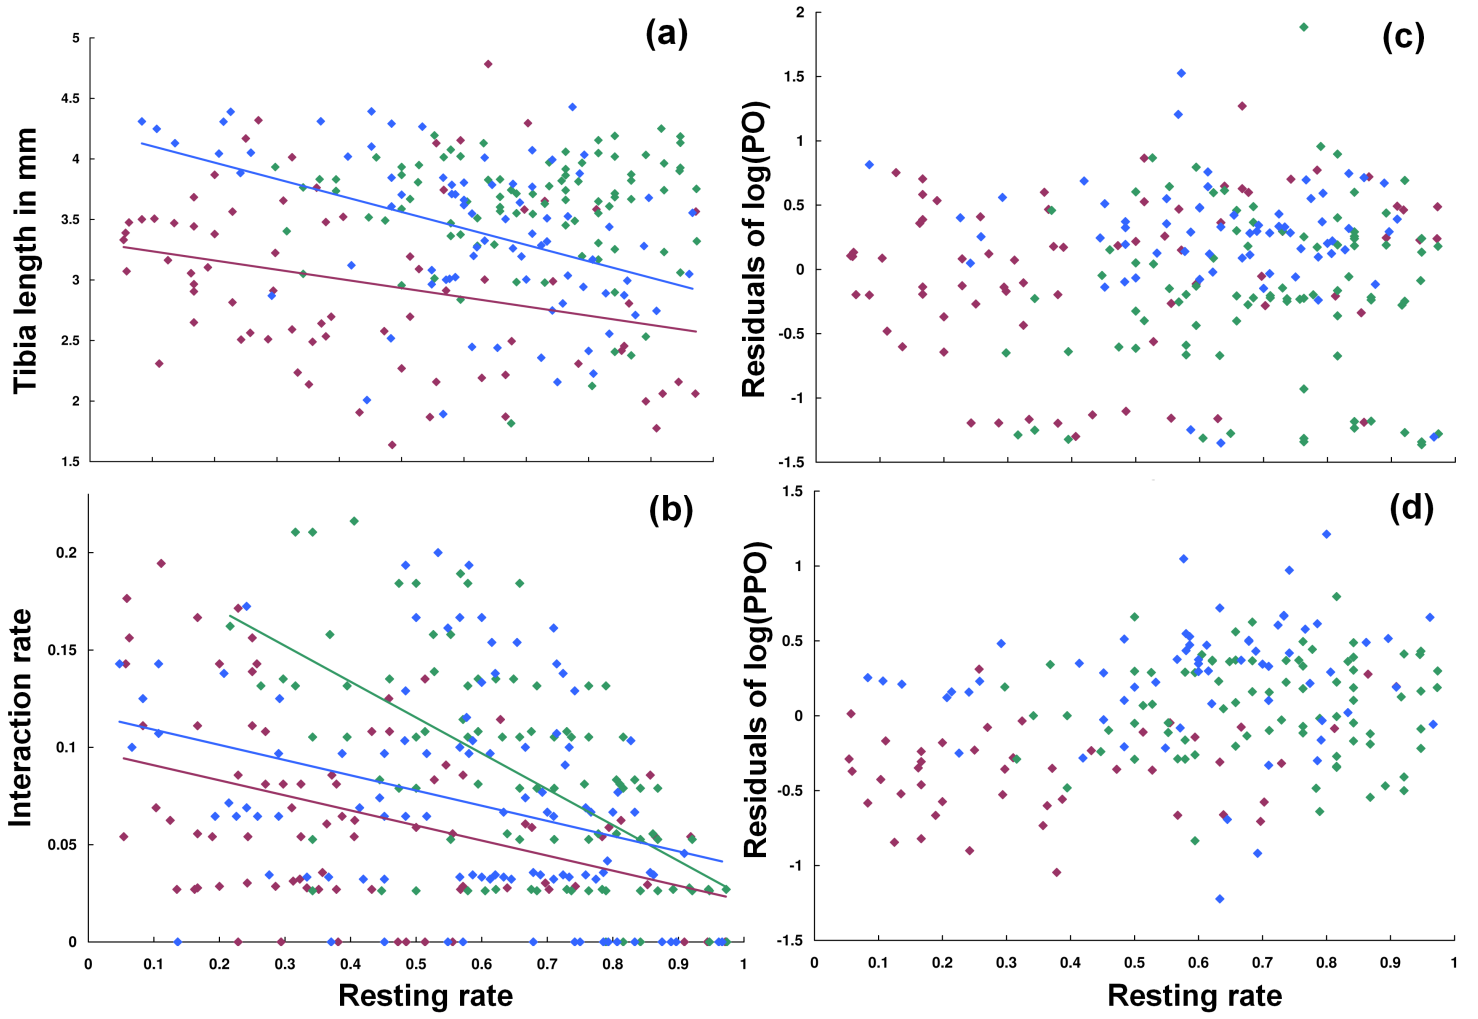 (a)
5
4.5
4
3.5
3
2.5
2
1.5
Tibia length in mm
(c)
2
1.5
1
0.5
0
-0.5
-1
-1.5
Residuals of log(PO)
(b)
0.2
0.15
0.1
0.05
0
Interaction rate
0 0.1 0.2 0.3 0.4 0.5 0.6 0.7 0.8 0.9 1
Resting rate
(d)
1.5
1
0.5
0
-0.5
-1
-1.5
Residuals of log(PPO)
0 0.1 0.2 0.3 0.4 0.5 0.6 0.7 0.8 0.9 1
Resting rate